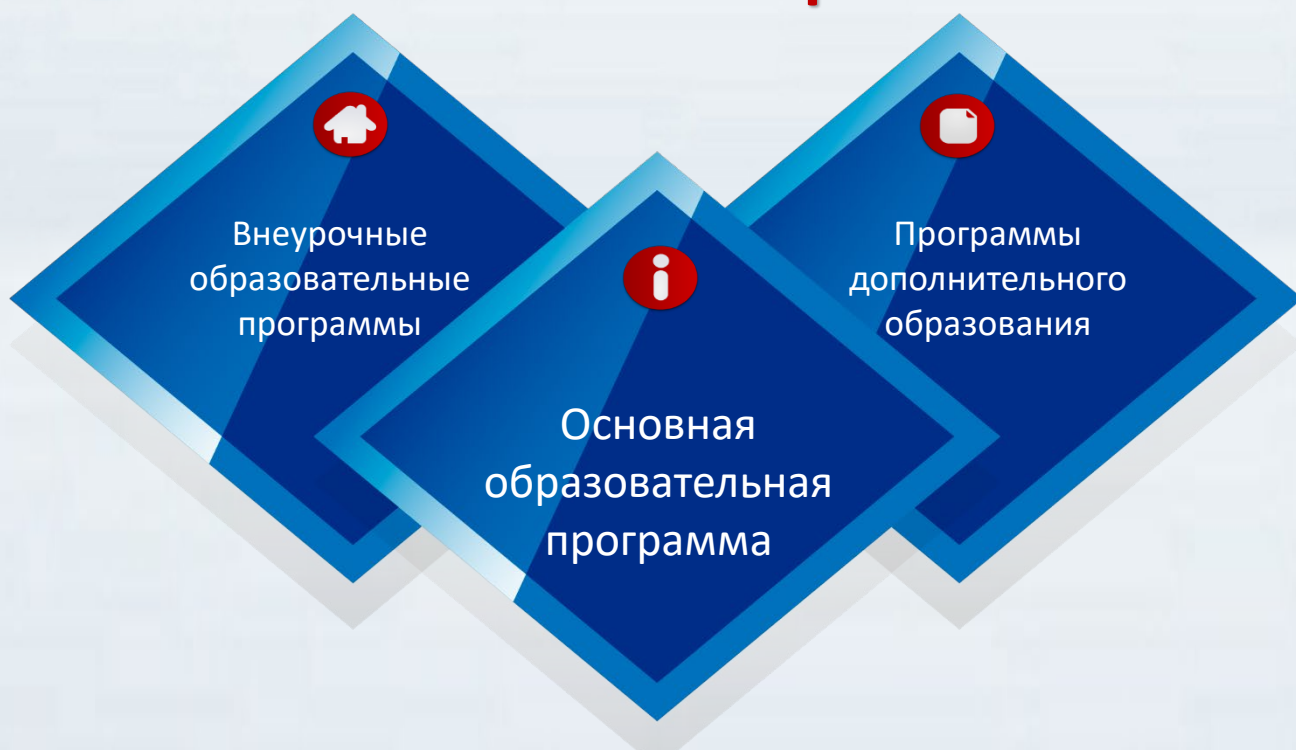 Внеурочные
образовательные
программы
Основная
образовательная
программа
Программы
дополнительного
образования